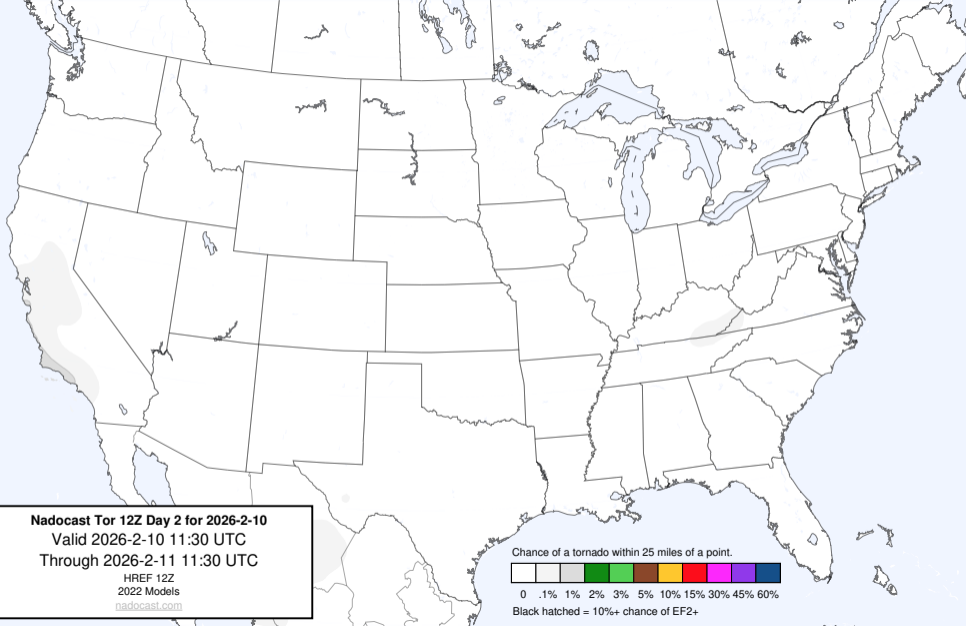 Nadocast Tor 12Z Day 2 for 2026-2-10
Valid 2026-2-10 11:30 UTC
Through 2026-2-11 11:30 UTC
HREF 12Z
2022 Models
nadocast.com
Chance of a tornado within 25 miles of a point.
0 .1% 1% 2% 3% 5% 10% 15% 30% 45% 60%
Black hatched = 10%+ chance of EF2+